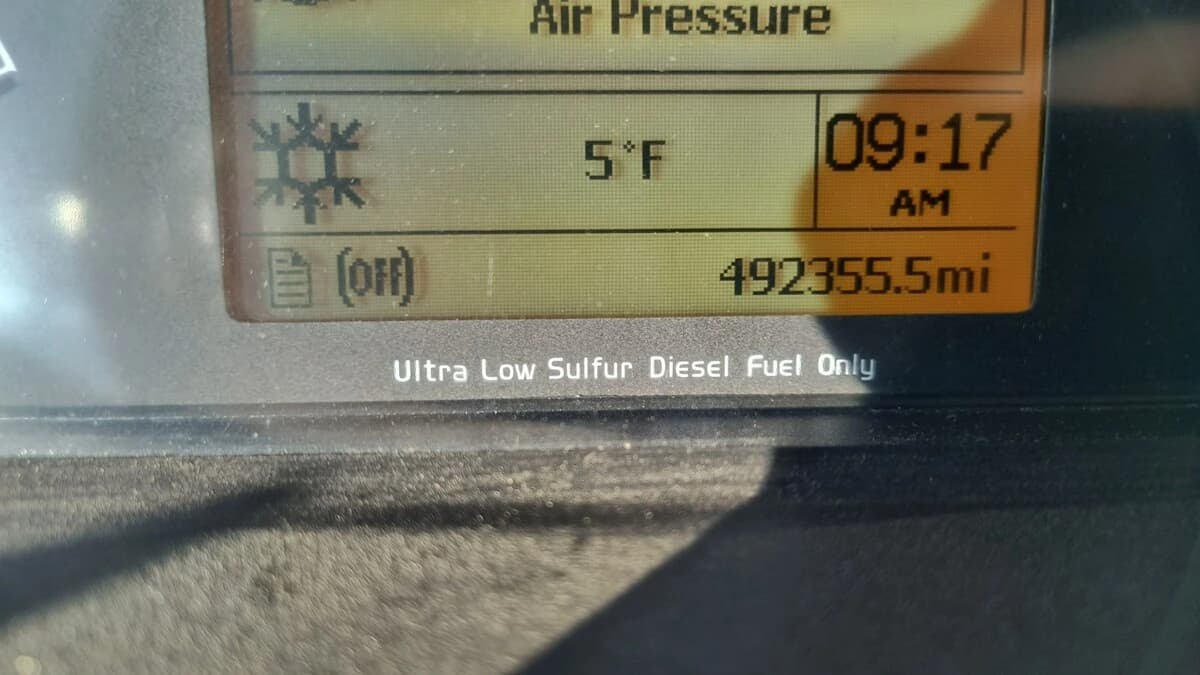 Air Pressure
5°F
09:17
AM
(Off)
492355.5mi
Ultra Low Sulfur Diesel Fuel Only